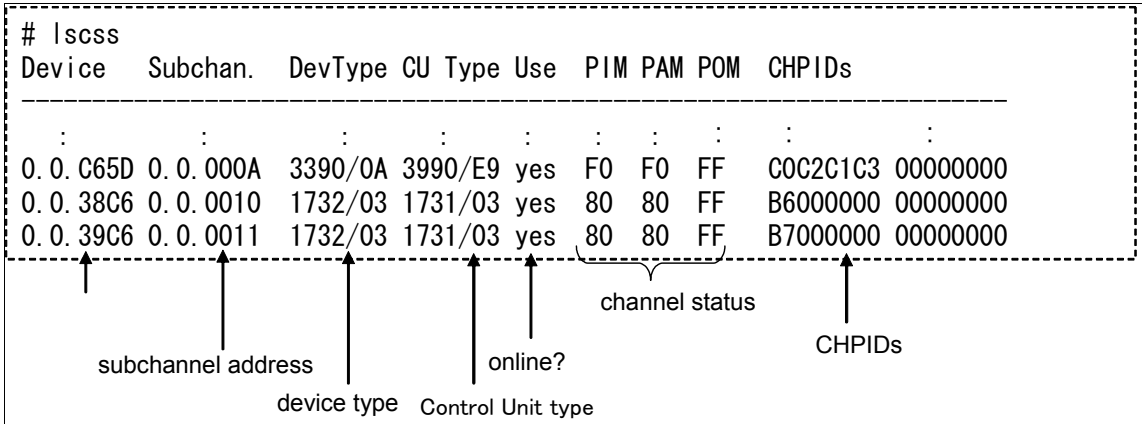 # lscss
Device Subchan. DevType CU Type Use PIM PAM POM CHPIDs
----------------------------------------------------------------------
: : : : : : : : : :
0.0.C65D 0.0.000A 3390/0A 3990/E9 yes F0 F0 FF C0C2C1C3 00000000
0.0.38C6 0.0.0010 1732/03 1731/03 yes 80 80 FF B6000000 00000000
0.0.39C6 0.0.0011 1732/03 1731/03 yes 80 80 FF B7000000 00000000
channel status
subchannel address
online?
CHPIDs
device type
Control Unit type